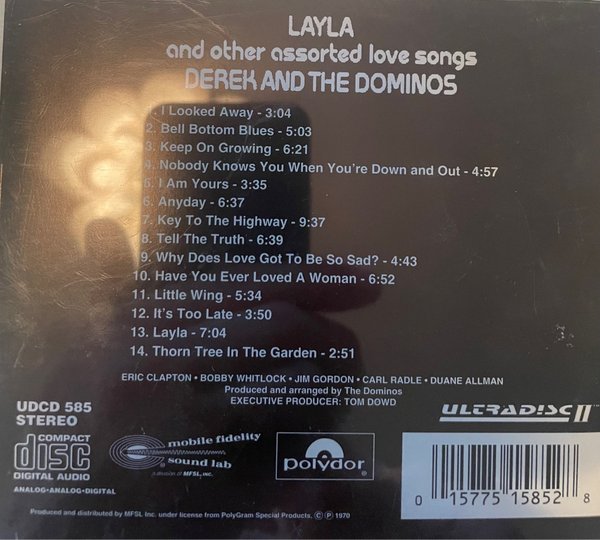 LAYLA
and other assorted love songs
DEREK AND THE DOMINOS
1. I Looked Away - 3:04
2. Bell Bottom Blues - 5:03
3. Keep On Growing - 6:21
4. Nobody Knows You When You're Down and Out - 4:57
5. I Am Yours - 3:35
6. Anyday - 6:37
7. Key To The Highway - 9:37
8. Tell The Truth - 6:39
9. Why Does Love Got To Be So Sad? - 4:43
10. Have You Ever Loved A Woman - 6:52
11. Little Wing - 5:34
12. It's Too Late - 3:50
13. Layla - 7:04
14. Thorn Tree In The Garden - 2:51
ERIC CLAPTON • BOBBY WHITLOCK • JIM GORDON • CARL RADLE • DUANE ALLMAN
Produced and arranged by The Dominos
EXECUTIVE PRODUCER: TOM DOWD
UDCD 585
STEREO
ULTRADISC II
COMPACT
disc
DIGITAL AUDIO
ANALOG-ANALOG-DIGITAL
mobile fidelity
sound lab
a division of MFSL, INC.
polydor
0 15775 15852 8
Produced and distributed by MFSL Inc. under license from PolyGram Special Products. © ℗ 1970